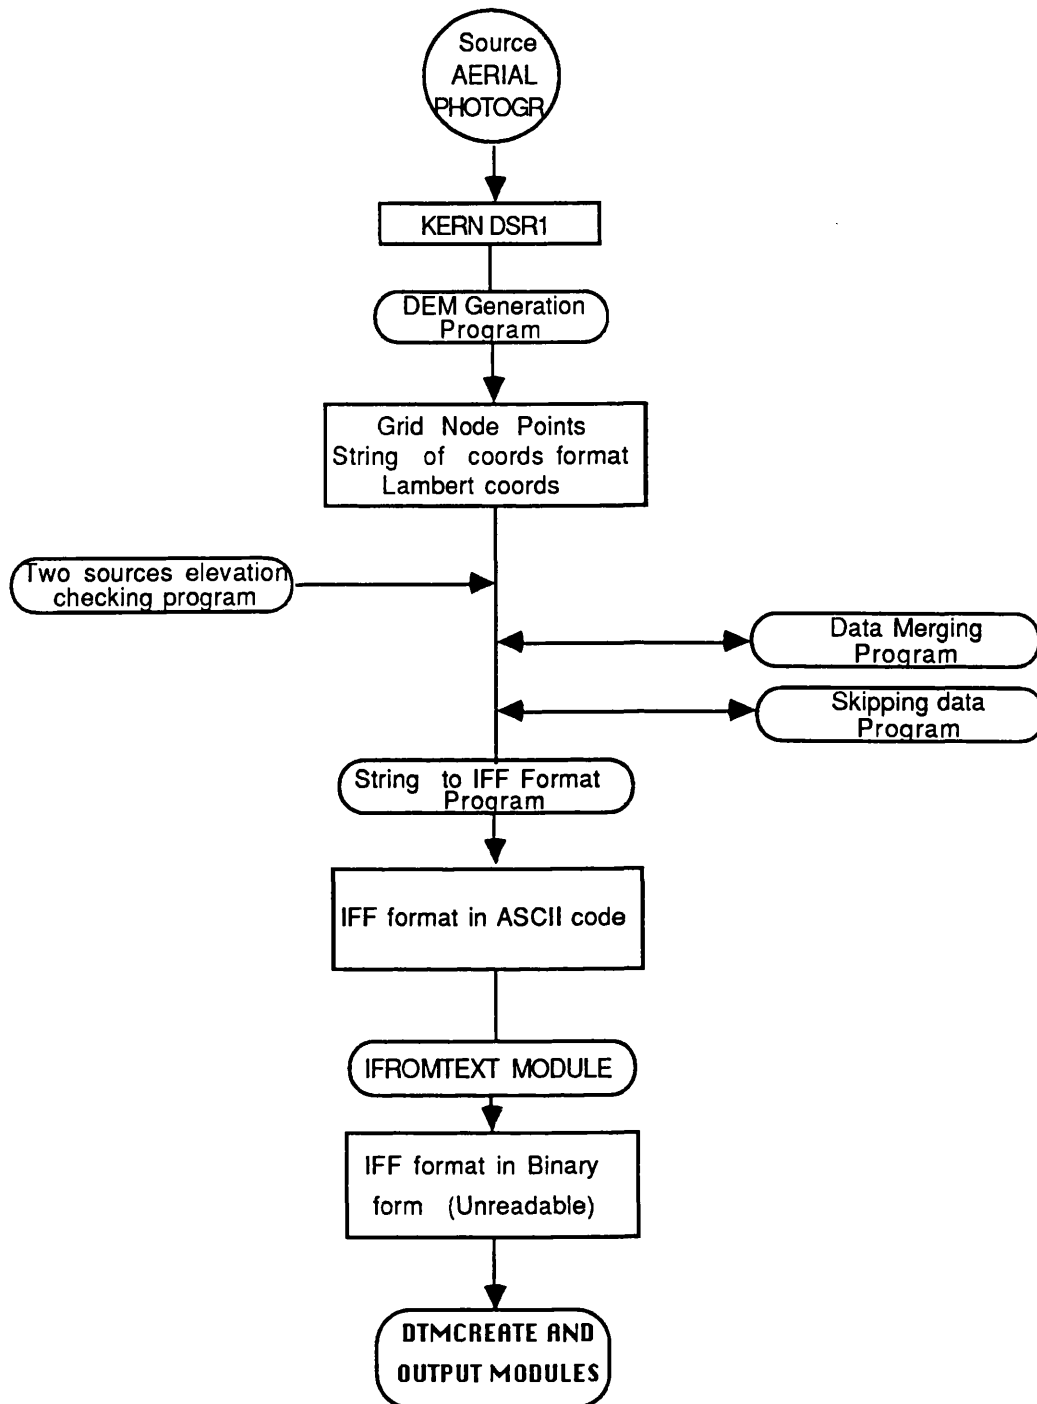 Source
AERIAL
PHOTOGR
KERN DSR1
DEM Generation
Program
Grid Node Points
String of coords format
Lambert coords
Two sources elevation
checking program
Data Merging
Program
Skipping data
Program
String to IFF Format
Program
IFF format in ASCII code
IFROMTEXT MODULE
IFF format in Binary
form (Unreadable)
DTMCREATE AND
OUTPUT MODULES